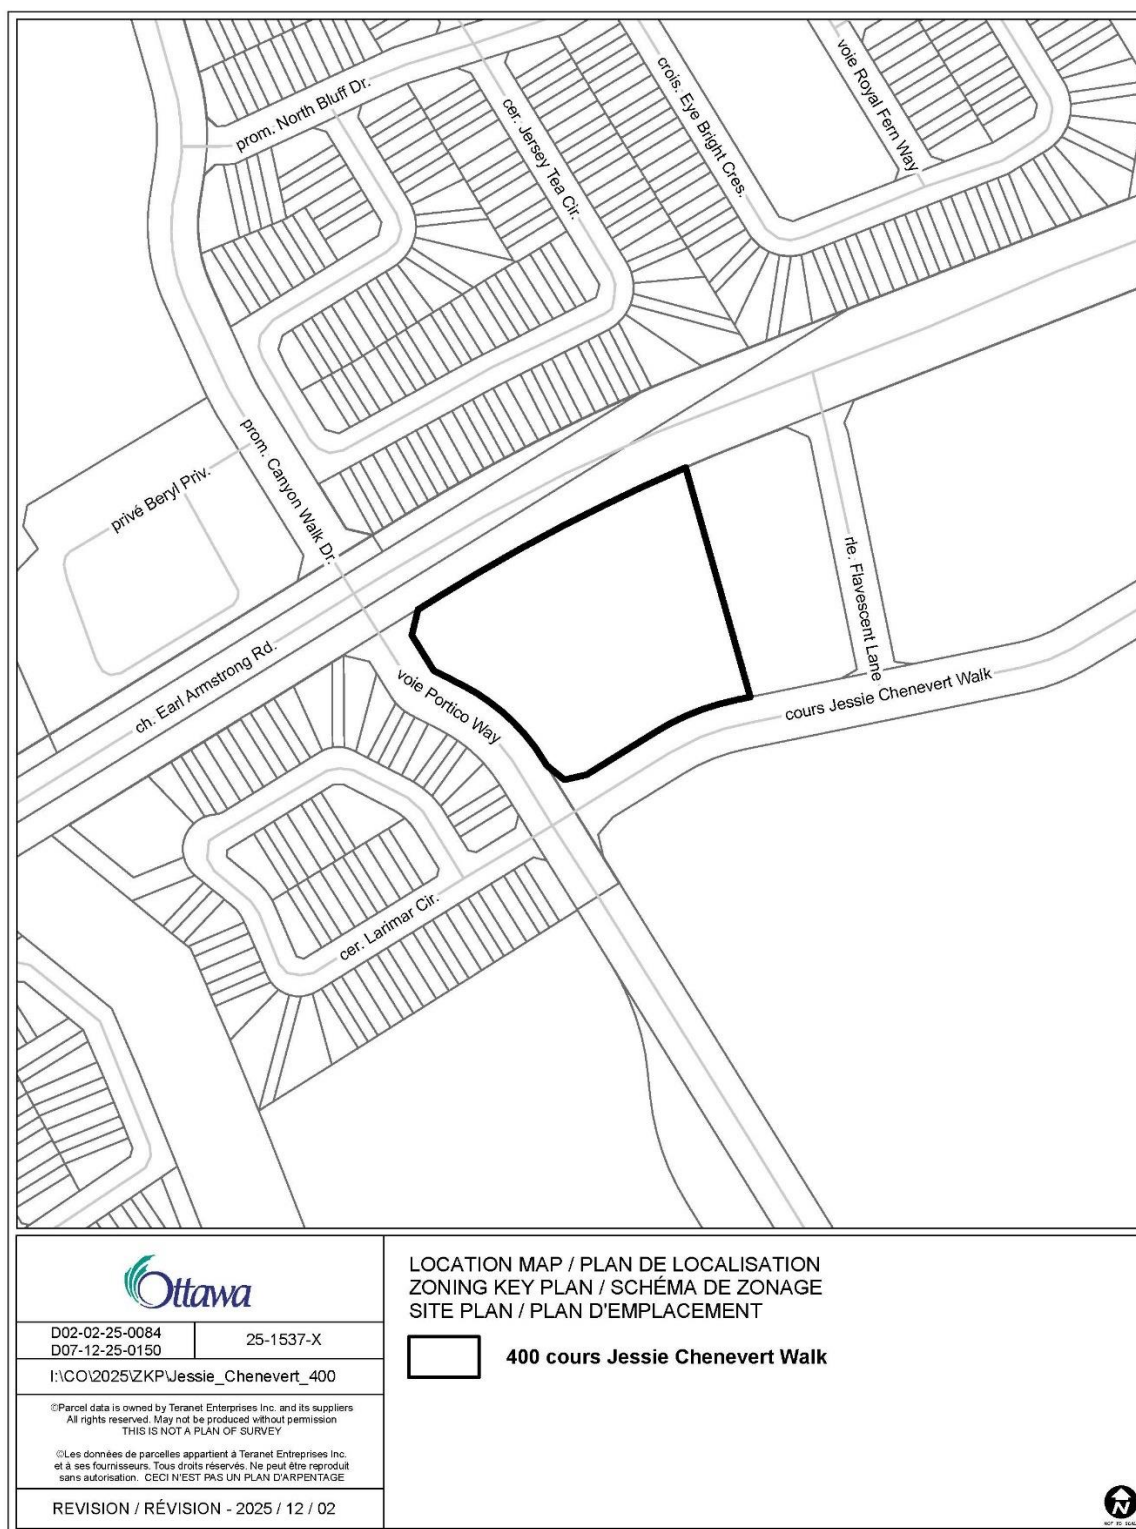 prom. North Bluff Dr.
cer. Jersey Tea Cir.
crois. Eye Bright Cres.
voie Royal Fern Way
privé Beryl Priv.
prom. Canyon Walk Dr.
ch. Earl Armstrong Rd.
voie Portico Way
rle. Flavescent Lane
cours Jessie Chenevert Walk
cer. Larimar Cir.
Ottawa
D02-02-25-0084
D07-12-25-0150
25-1537-X
I:\CO\2025\ZKP\Jessie_Chenevert_400
©Parcel data is owned by Teranet Enterprises Inc. and its suppliers
All rights reserved. May not be produced without permission
THIS IS NOT A PLAN OF SURVEY
©Les données de parcelles appartient à Teranet Entreprises Inc.
et à ses fournisseurs. Tous droits réservés. Ne peut être reproduit
sans autorisation. CECI N'EST PAS UN PLAN D'ARPENTAGE
REVISION / RÉVISION - 2025 / 12 / 02
LOCATION MAP / PLAN DE LOCALISATION
ZONING KEY PLAN / SCHÉMA DE ZONAGE
SITE PLAN / PLAN D'EMPLACEMENT
400 cours Jessie Chenevert Walk
N
NOT TO SCALE